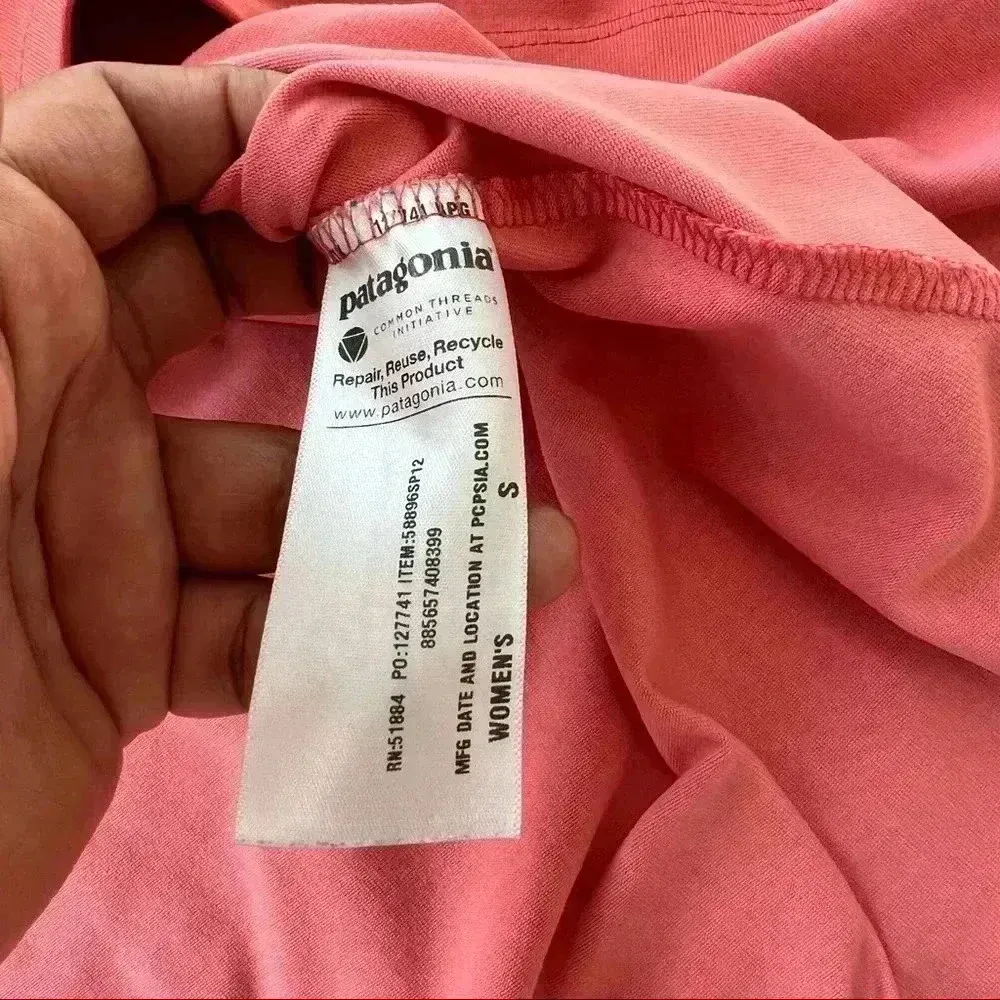 patagonia
COMMON THREADS
INITIATIVE
Repair, Reuse, Recycle
This Product
www.patagonia.com
RN:51884 PO:127741 ITEM:58896SP12
885657408399
MFG DATE AND LOCATION AT PCPSIA.COM
WOMEN'S S